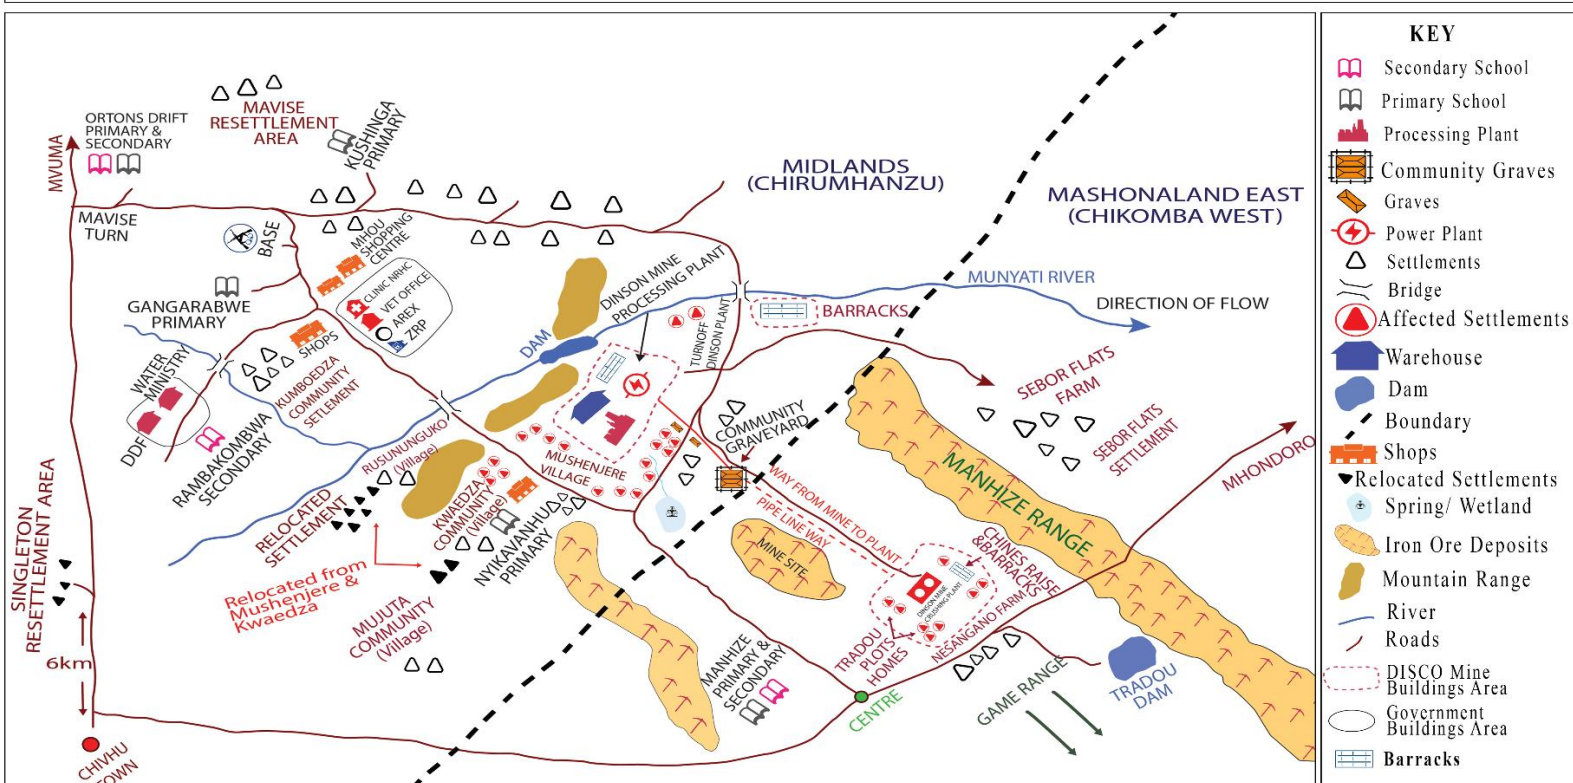 MAVISE
RESETTLEMENT
AREA
ORTONS DRIFT
PRIMARY &
SECONDARY
KUSHINGA
PRIMARY
MVUMA
MAVISE
TURN
BASE
MHOU
SHOPPING
CENTRE
CLINIC NRHC
VET OFFICE
AREX
ZRP
GANGARABWE
PRIMARY
SHOPS
WATER
MINISTRY
DDF
KUMBOEDZA
COMMUNITY
SETLEMENT
RAMBAKOMBWA
SECONDARY
MIDLANDS
(CHIRUMHANZU)
MASHONALAND EAST
(CHIKOMBA WEST)
MUNYATI RIVER
DIRECTION OF FLOW
DINSON MINE
PROCESSING PLANT
DAM
TURNOFF
DINSON PLANT
BARRACKS
SEBOR FLATS
FARM
SEBOR FLATS
SETTLEMENT
COMMUNITY
GRAVEYARD
MUSHENJERE
VILLAGE
RUSUNUNGUKO
(Village)
RELOCATED
SETTLEMENT
KWAEDZA
COMMUNITY
(Village)
NYIKAVANHU
PRIMARY
Relocated from
Mushenjere &
Kwaedza
MUJUTA
COMMUNITY
(Village)
SINGLETON
RESETTLEMENT AREA
6km
CHIVHU
TOWN
WAY FROM MINE TO PLANT
PIPE LINE WAY
MINE SITE
MANHIZE RANGE
MHONDORO
CHINES RAISE
&BARRACKS
DINSON MINE
CRUSHING PLANT
NESANGANO FARM
TRADOU
PLOTS
HOMES
MANHIZE
PRIMARY &
SECONDARY
CENTRE
GAME RANGE
TRADOU
DAM
KEY
Secondary School
Primary School
Processing Plant
Community Graves
Graves
Power Plant
Settlements
Bridge
Affected Settlements
Warehouse
Dam
Boundary
Shops
Relocated Settlements
Spring/ Wetland
Iron Ore Deposits
Mountain Range
River
Roads
DISCO Mine
Buildings Area
Government
Buildings Area
Barracks